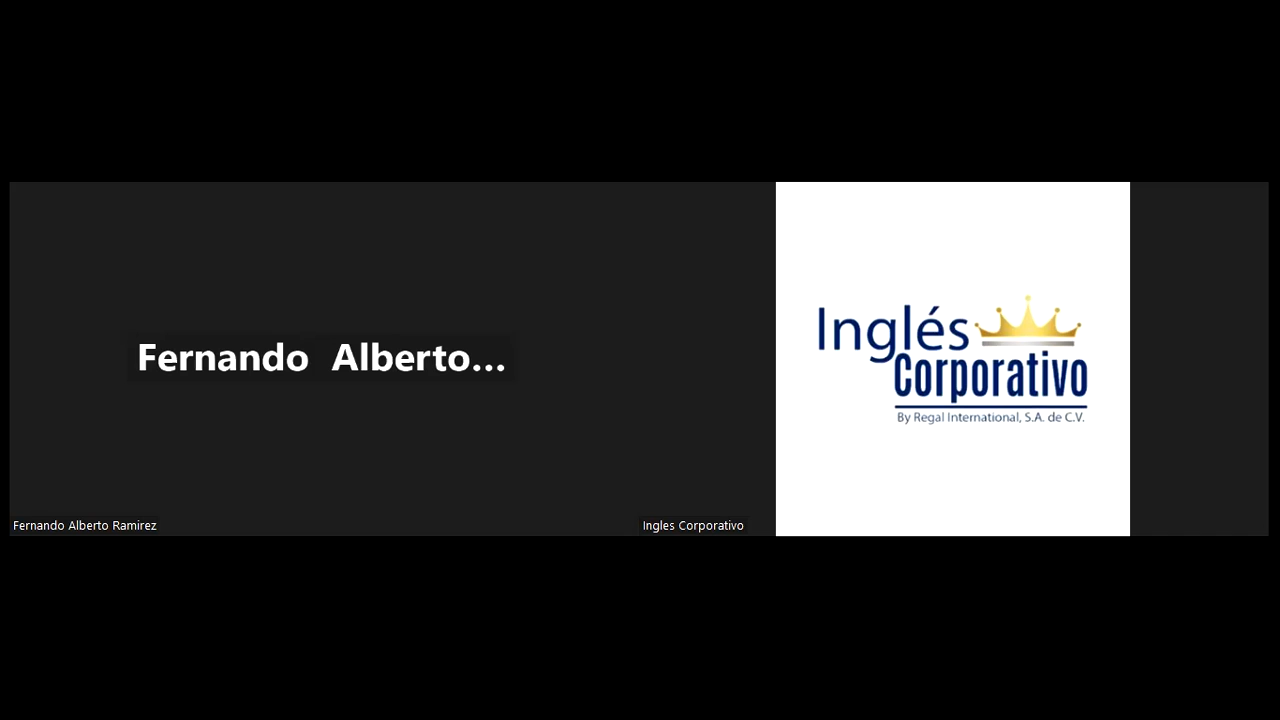 Fernando Alberto...
Fernando Alberto Ramirez
Inglés
Corporativo
By Regal International, S.A. de C.V.
Ingles Corporativo